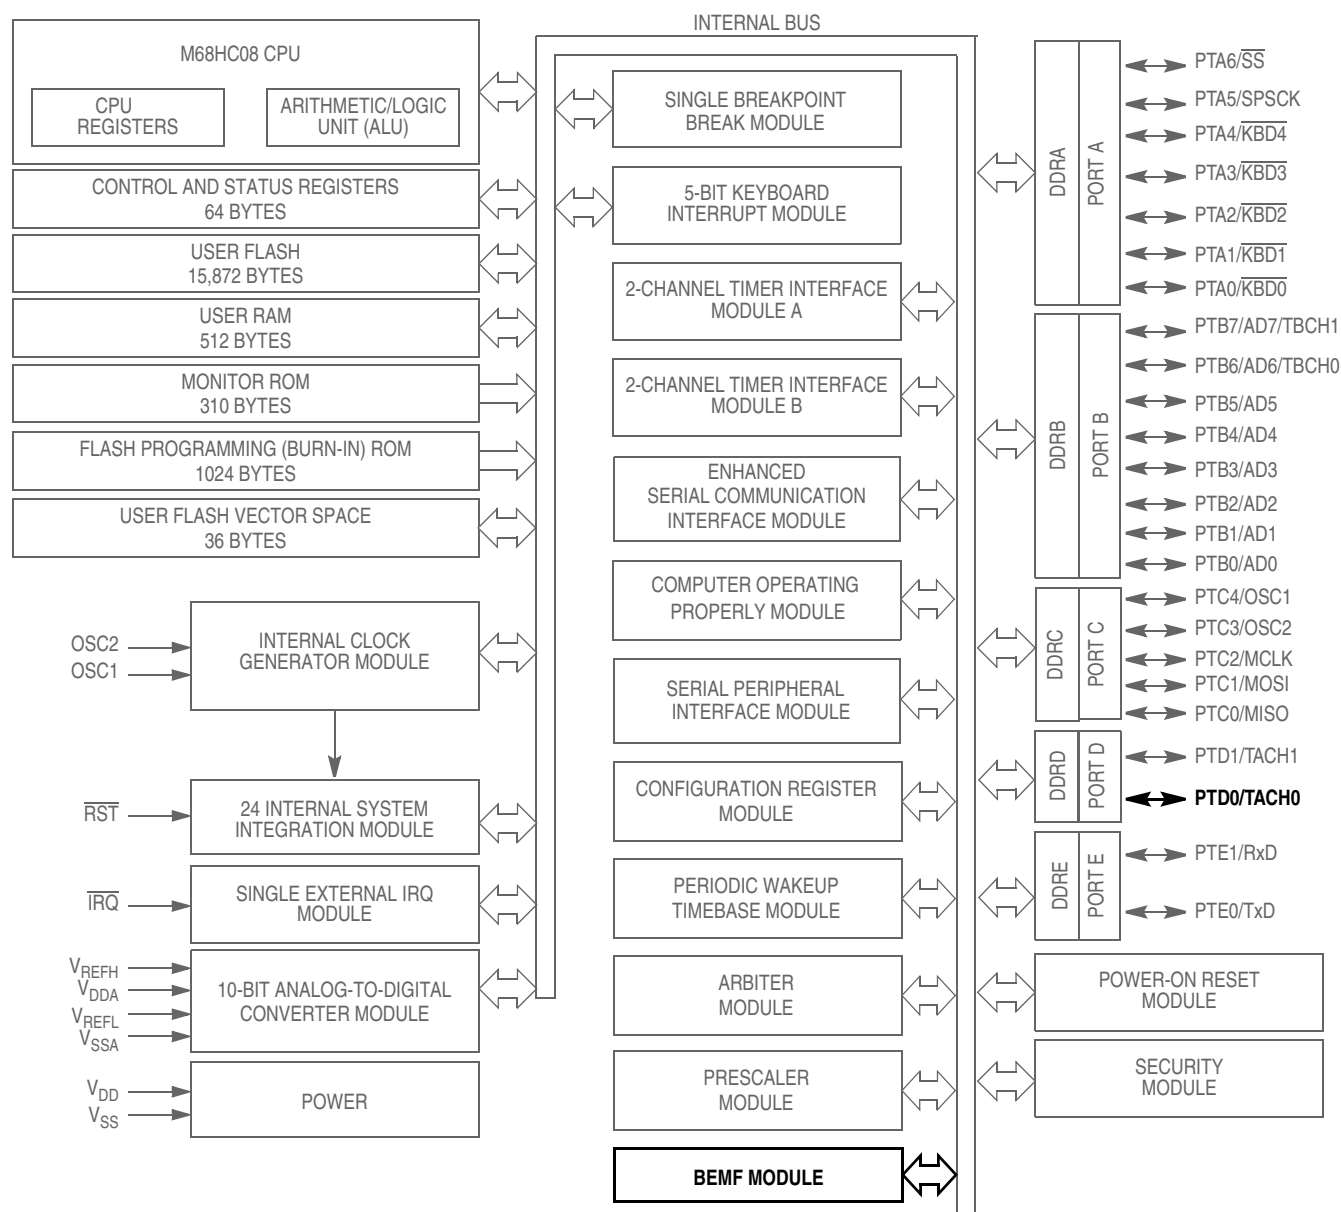 INTERNAL BUS
M68HC08 CPU
CPU
REGISTERS
ARITHMETIC/LOGIC
UNIT (ALU)
CONTROL AND STATUS REGISTERS
64 BYTES
USER FLASH
15,872 BYTES
USER RAM
512 BYTES
MONITOR ROM
310 BYTES
FLASH PROGRAMMING (BURN-IN) ROM
1024 BYTES
USER FLASH VECTOR SPACE
36 BYTES
OSC2
OSC1
INTERNAL CLOCK
GENERATOR MODULE
RST
24 INTERNAL SYSTEM
INTEGRATION MODULE
IRQ
SINGLE EXTERNAL IRQ
MODULE
VREFH
VDDA
VREFL
VSSA
10-BIT ANALOG-TO-DIGITAL
CONVERTER MODULE
VDD
VSS
POWER
SINGLE BREAKPOINT
BREAK MODULE
5-BIT KEYBOARD
INTERRUPT MODULE
2-CHANNEL TIMER INTERFACE
MODULE A
2-CHANNEL TIMER INTERFACE
MODULE B
ENHANCED
SERIAL COMMUNICATION
INTERFACE MODULE
COMPUTER OPERATING
PROPERLY MODULE
SERIAL PERIPHERAL
INTERFACE MODULE
CONFIGURATION REGISTER
MODULE
PERIODIC WAKEUP
TIMEBASE MODULE
ARBITER
MODULE
PRESCALER
MODULE
BEMF MODULE
DDRA
PORT A
PTA6/SS
PTA5/SPSCK
PTA4/KBD4
PTA3/KBD3
PTA2/KBD2
PTA1/KBD1
PTA0/KBD0
DDRB
PORT B
PTB7/AD7/TBCH1
PTB6/AD6/TBCH0
PTB5/AD5
PTB4/AD4
PTB3/AD3
PTB2/AD2
PTB1/AD1
PTB0/AD0
DDRC
PORT C
PTC4/OSC1
PTC3/OSC2
PTC2/MCLK
PTC1/MOSI
PTC0/MISO
DDRD
PORT D
PTD1/TACH1
PTD0/TACH0
DDRE
PORT E
PTE1/RxD
PTE0/TxD
POWER-ON RESET
MODULE
SECURITY
MODULE